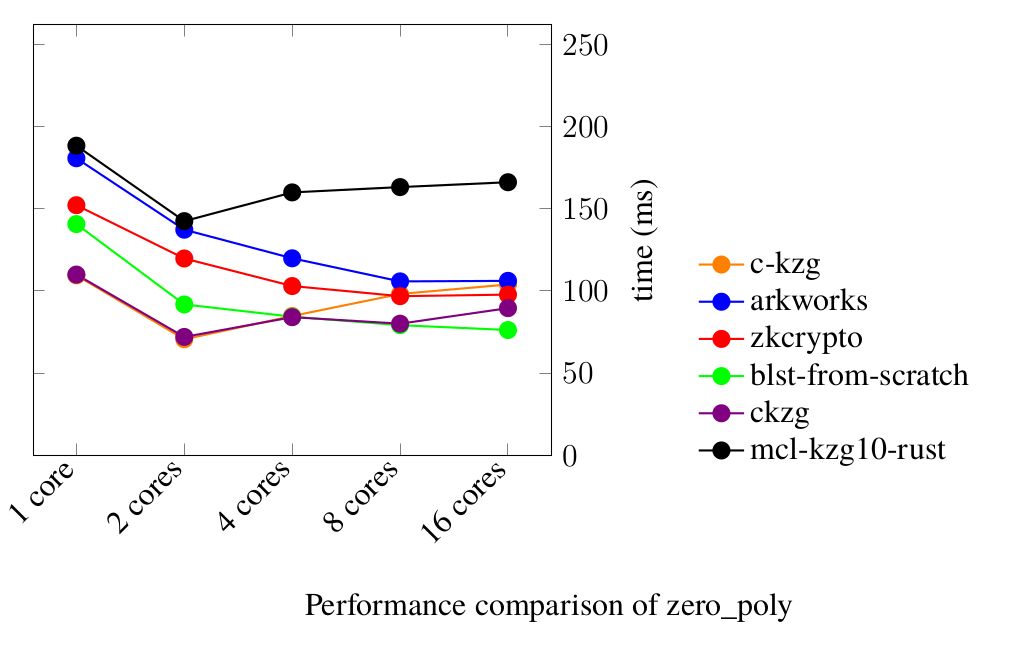 250
200
150
100
50
0
time (ms)
1 core
2 cores
4 cores
8 cores
16 cores
c-kzg
arkworks
zkcrypto
blst-from-scratch
ckzg
mcl-kzg10-rust
Performance comparison of zero_poly